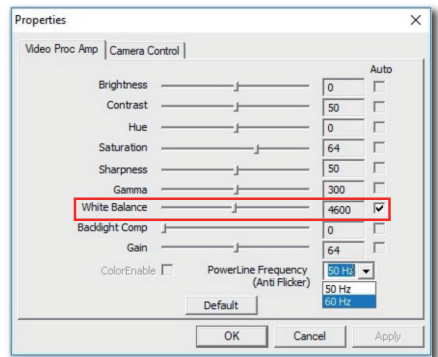 Properties
Video Proc Amp Camera Control
Auto
Brightness 0
Contrast 50
Hue 0
Saturation 64
Sharpness 50
Gamma 300
White Balance 4600
Backlight Comp 0
Gain 64
ColorEnable PowerLine Frequency 50 Hz
(Anti Flicker)
50 Hz
60 Hz
Default
OK Cancel Apply